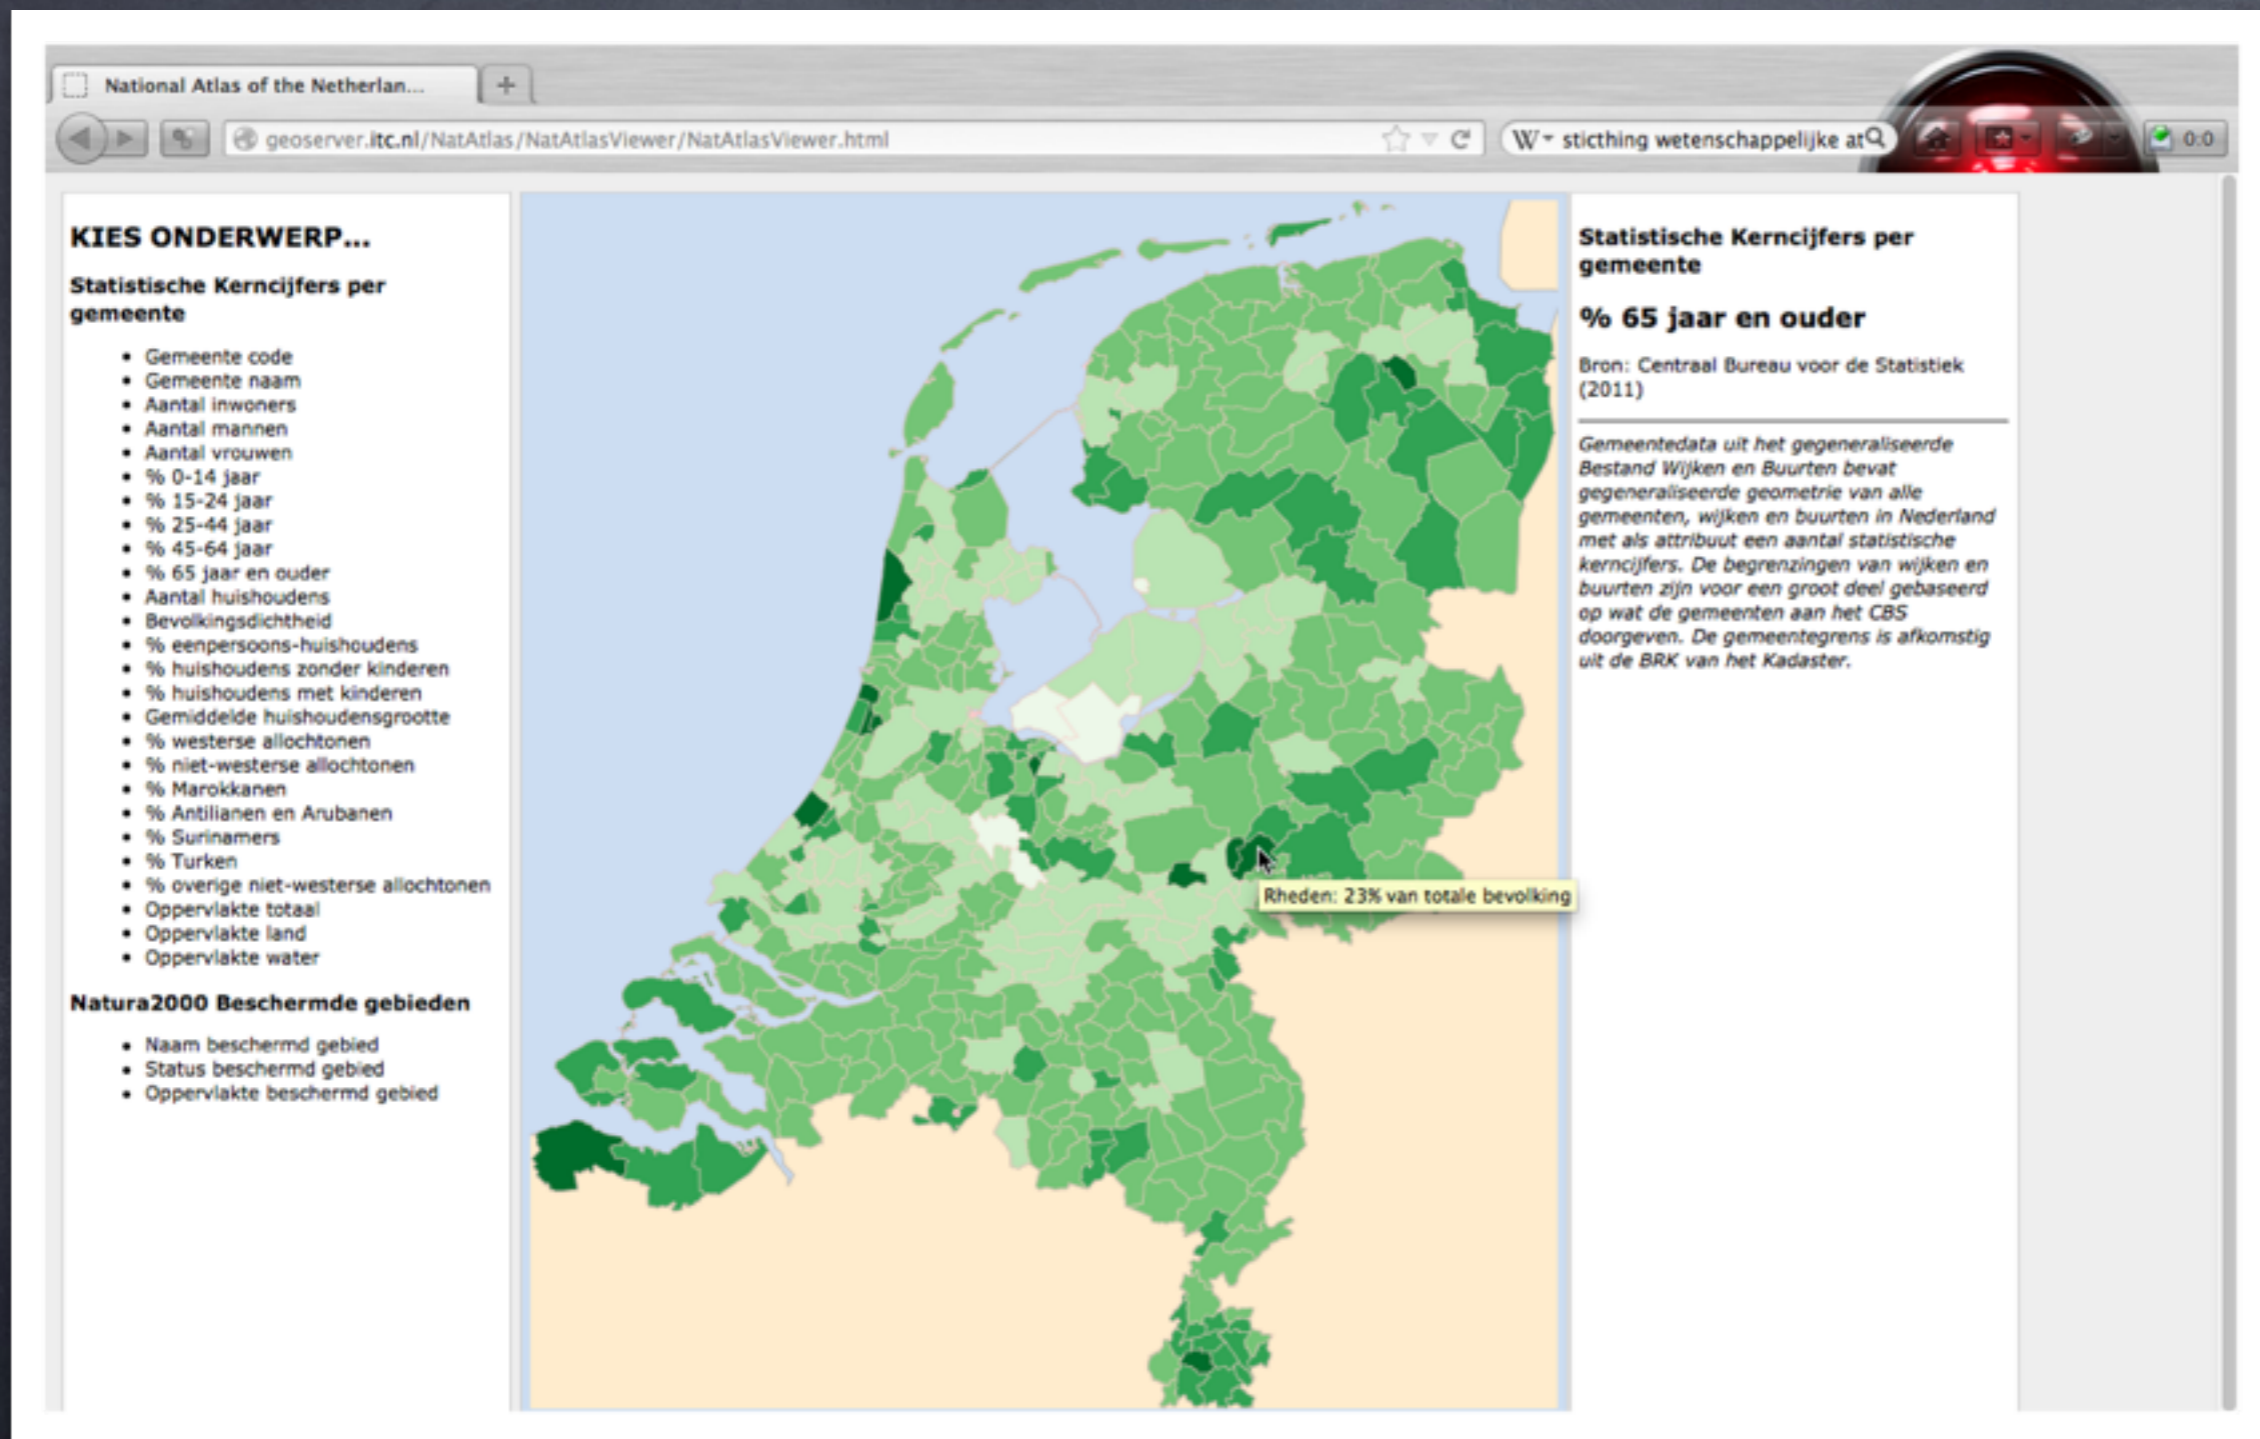 National Atlas of the Netherlan...
geoserver.itc.nl/NatAtlas/NatAtlasViewer/NatAtlasViewer.html
W
sticthing wetenschappelijke at
0:0
KIES ONDERWERP...
Statistische Kerncijfers per
gemeente
• Gemeente code
• Gemeente naam
• Aantal inwoners
• Aantal mannen
• Aantal vrouwen
• % 0-14 jaar
• % 15-24 jaar
• % 25-44 jaar
• % 45-64 jaar
• % 65 jaar en ouder
• Aantal huishoudens
• Bevolkingsdichtheid
• % eenpersoons-huishoudens
• % huishoudens zonder kinderen
• % huishoudens met kinderen
• Gemiddelde huishoudensgrootte
• % westerse allochtonen
• % niet-westerse allochtonen
• % Marokkanen
• % Antilianen en Arubanen
• % Surinamers
• % Turken
• % overige niet-westerse allochtonen
• Oppervlakte totaal
• Oppervlakte land
• Oppervlakte water
Natura2000 Beschermde gebieden
• Naam beschermd gebied
• Status beschermd gebied
• Oppervlakte beschermd gebied
Rheden: 23% van totale bevolking
Statistische Kerncijfers per
gemeente
% 65 jaar en ouder
Bron: Centraal Bureau voor de Statistiek
(2011)
Gemeentedata uit het gegeneraliseerde
Bestand Wijken en Buurten bevat
gegeneraliseerde geometrie van alle
gemeenten, wijken en buurten in Nederland
met als attribuut een aantal statistische
kerncijfers. De begrenzingen van wijken en
buurten zijn voor een groot deel gebaseerd
op wat de gemeenten aan het CBS
doorgeven. De gemeentegrens is afkomstig
uit de BRK van het Kadaster.